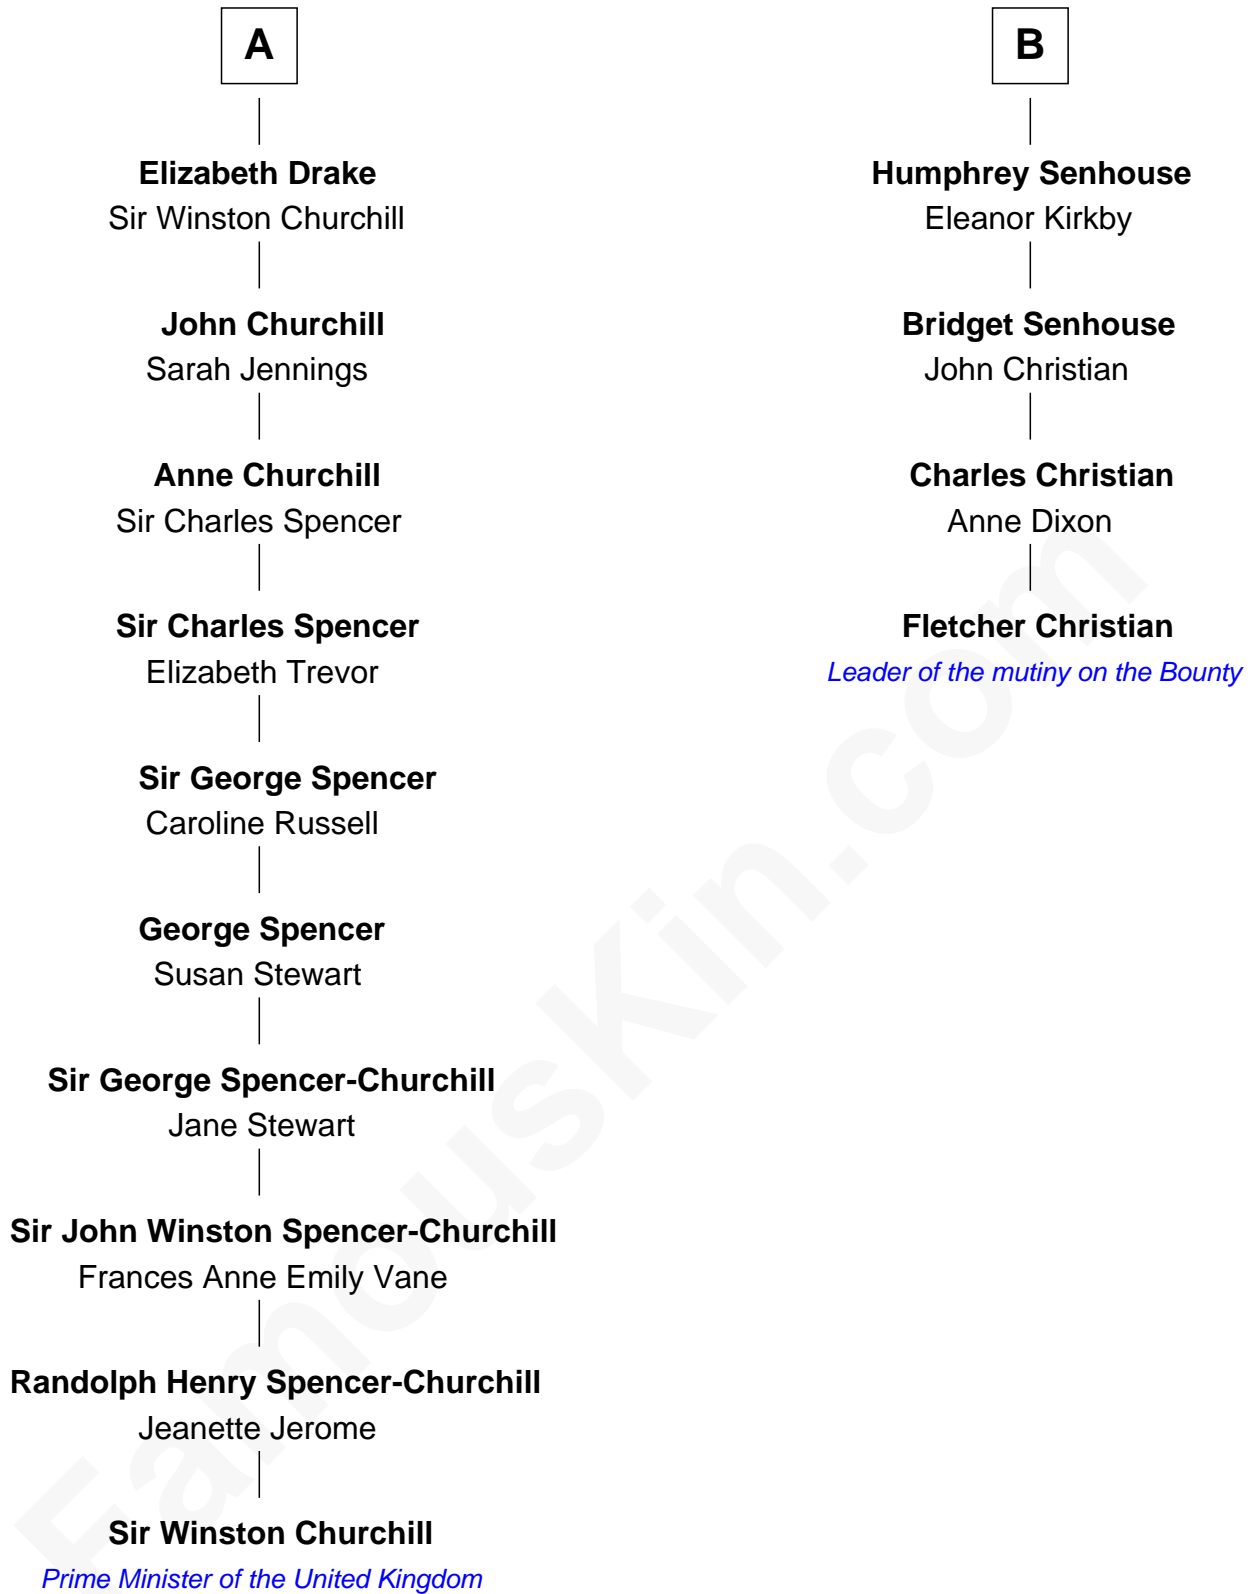 A
Elizabeth Drake
Sir Winston Churchill
John Churchill
Sarah Jennings
Anne Churchill
Sir Charles Spencer
Sir Charles Spencer
Elizabeth Trevor
Sir George Spencer
Caroline Russell
George Spencer
Susan Stewart
Sir George Spencer-Churchill
Jane Stewart
Sir John Winston Spencer-Churchill
Frances Anne Emily Vane
Randolph Henry Spencer-Churchill
Jeanette Jerome
Sir Winston Churchill
Prime Minister of the United Kingdom
B
Humphrey Senhouse
Eleanor Kirkby
Bridget Senhouse
John Christian
Charles Christian
Anne Dixon
Fletcher Christian
Leader of the mutiny on the Bounty
FamousKin.com